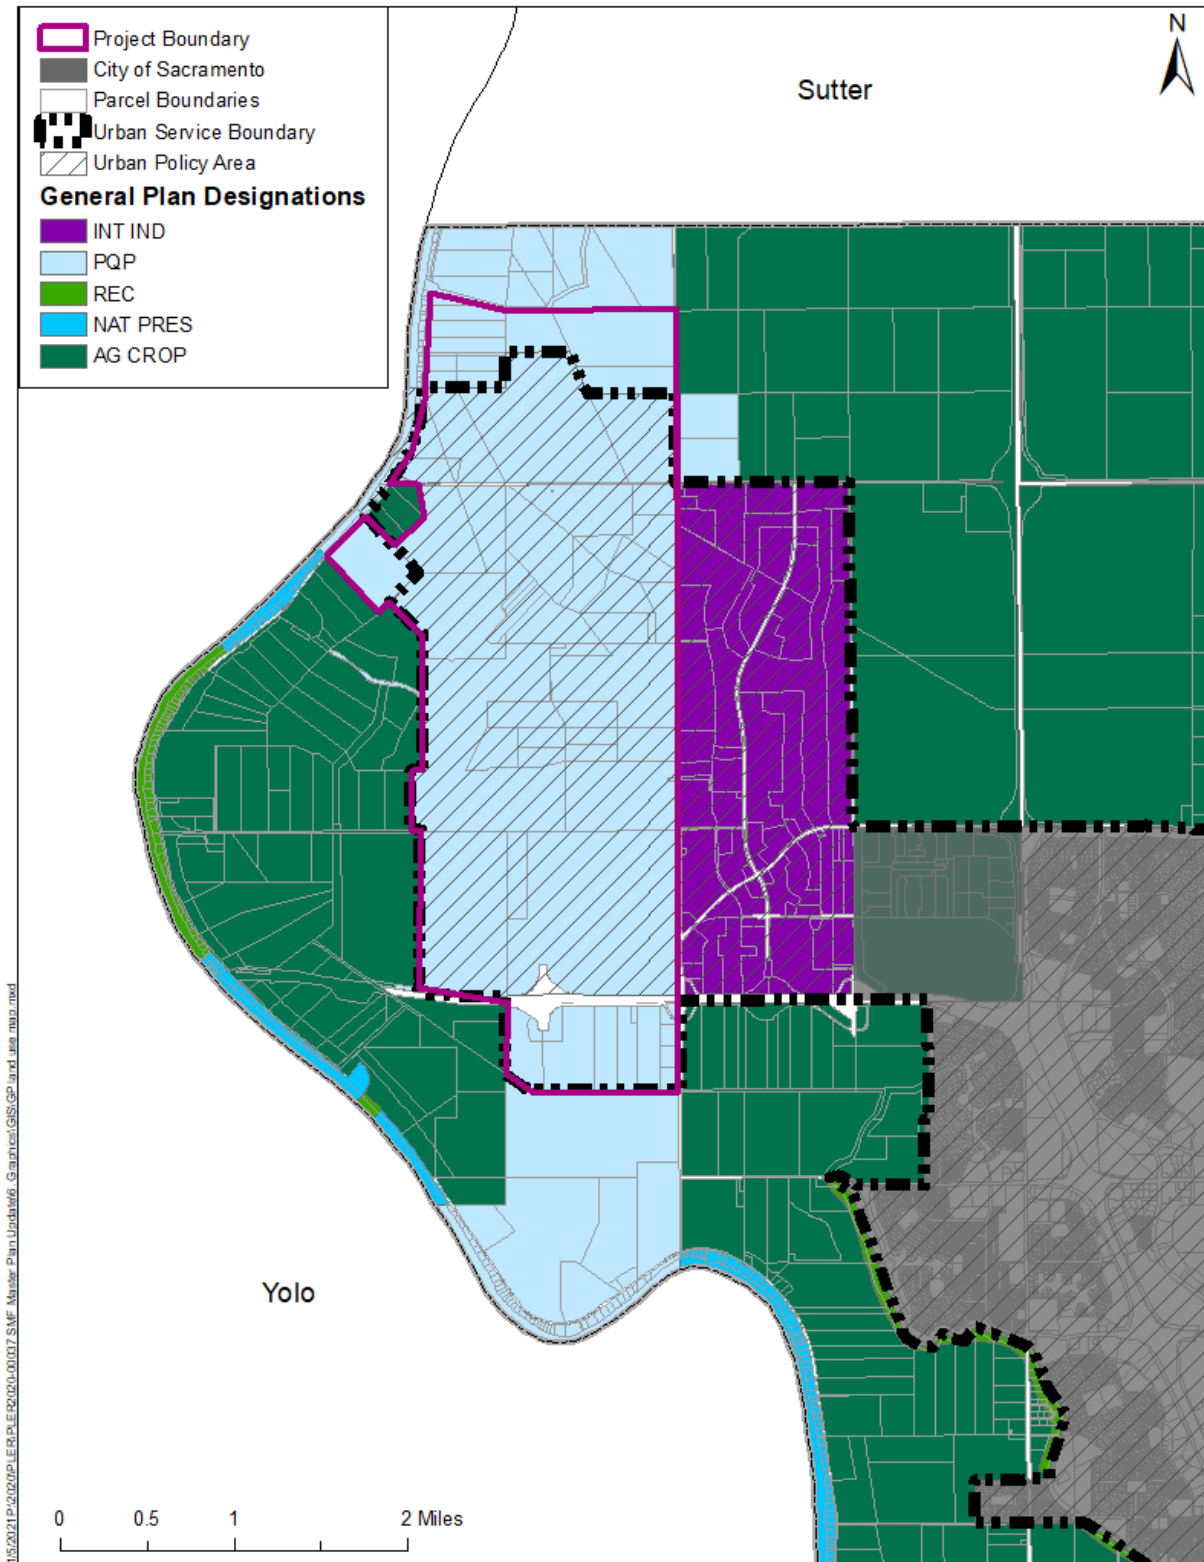 Project Boundary
City of Sacramento
Parcel Boundaries
Urban Service Boundary
Urban Policy Area
General Plan Designations
INT IND
PQP
REC
NAT PRES
AG CROP
N
Sutter
Yolo
0 0.5 1 2 Miles